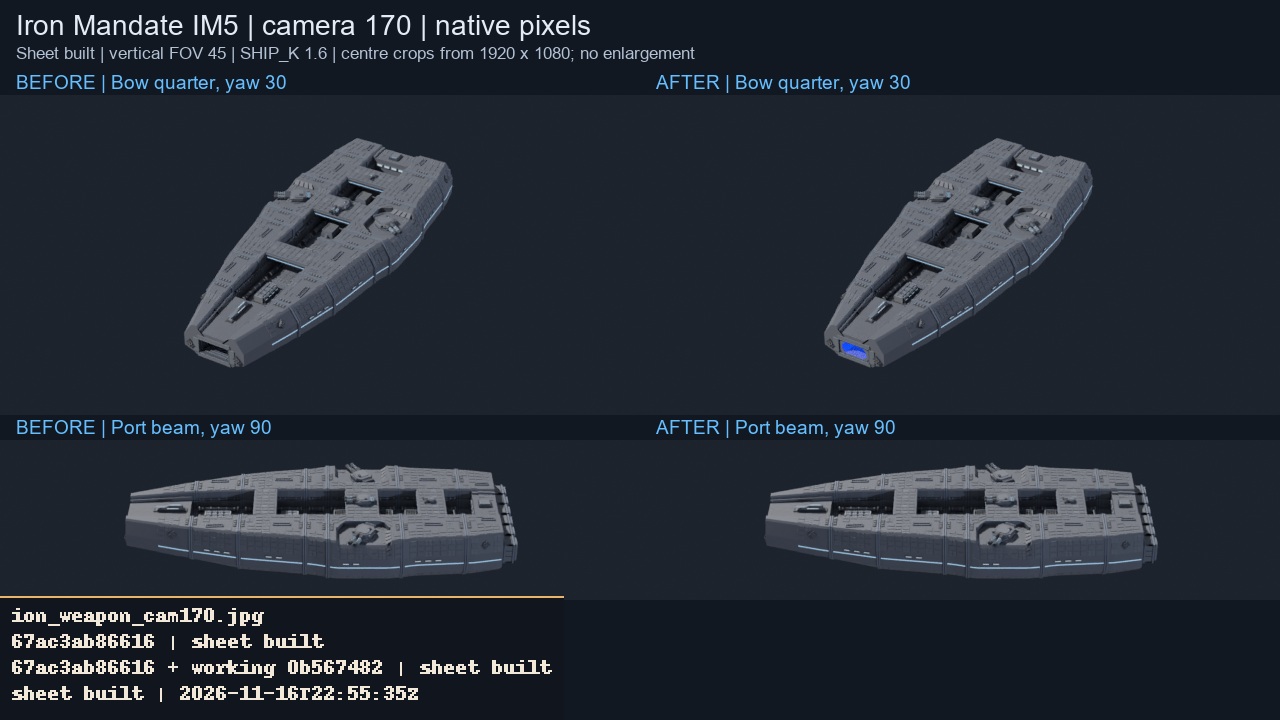 Iron Mandate IM5 | camera 170 | native pixels
Sheet built | vertical FOV 45 | SHIP_K 1.6 | centre crops from 1920 x 1080; no enlargement
BEFORE | Bow quarter, yaw 30
AFTER | Bow quarter, yaw 30
BEFORE | Port beam, yaw 90
AFTER | Port beam, yaw 90
ion_weapon_cam170.jpg
67ac3ab86616 | sheet built
67ac3ab86616 + working 0b567482 | sheet built
sheet built | 2026-11-16T22:55:35Z